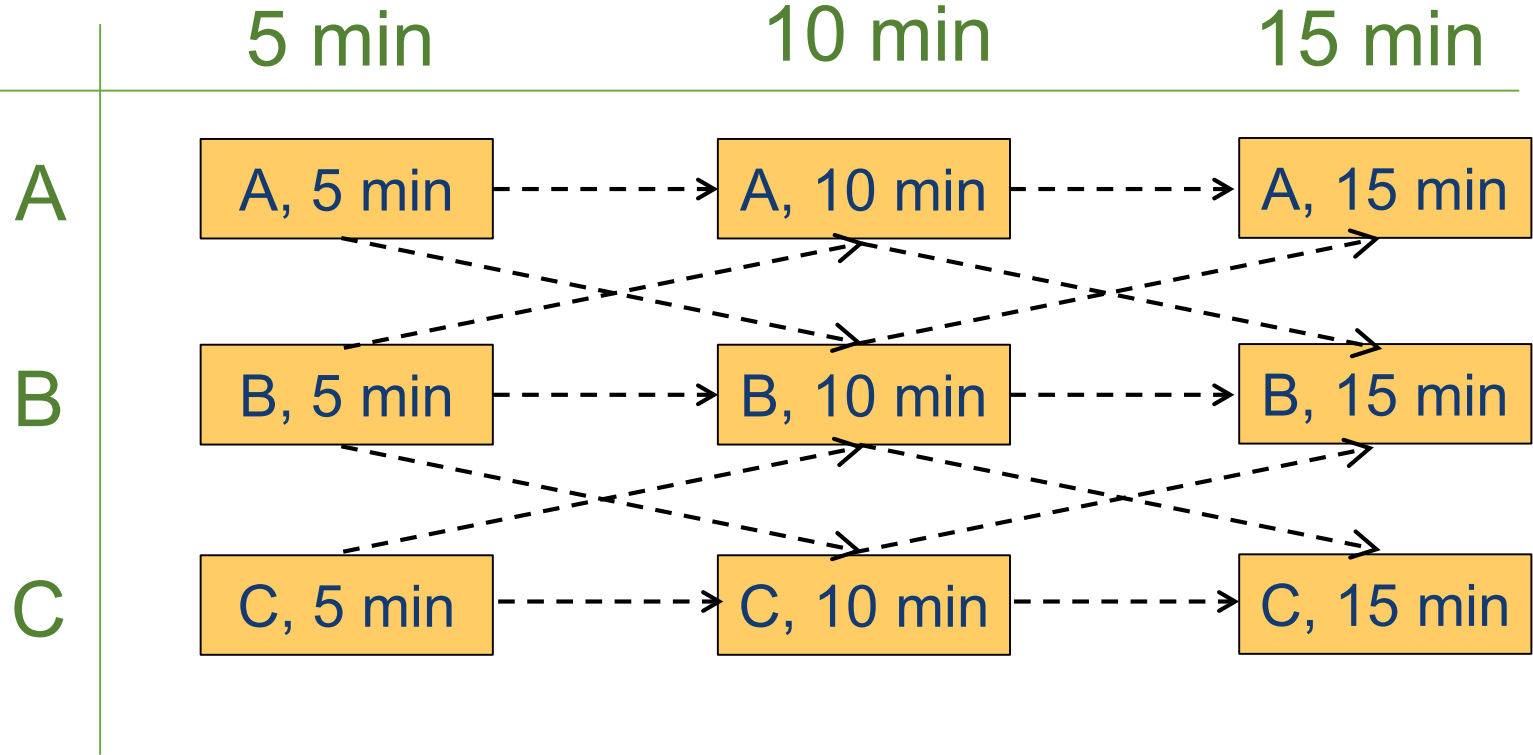 5 min 10 min 15 min
A A, 5 min A, 10 min A, 15 min
B B, 5 min B, 10 min B, 15 min
C C, 5 min C, 10 min C, 15 min